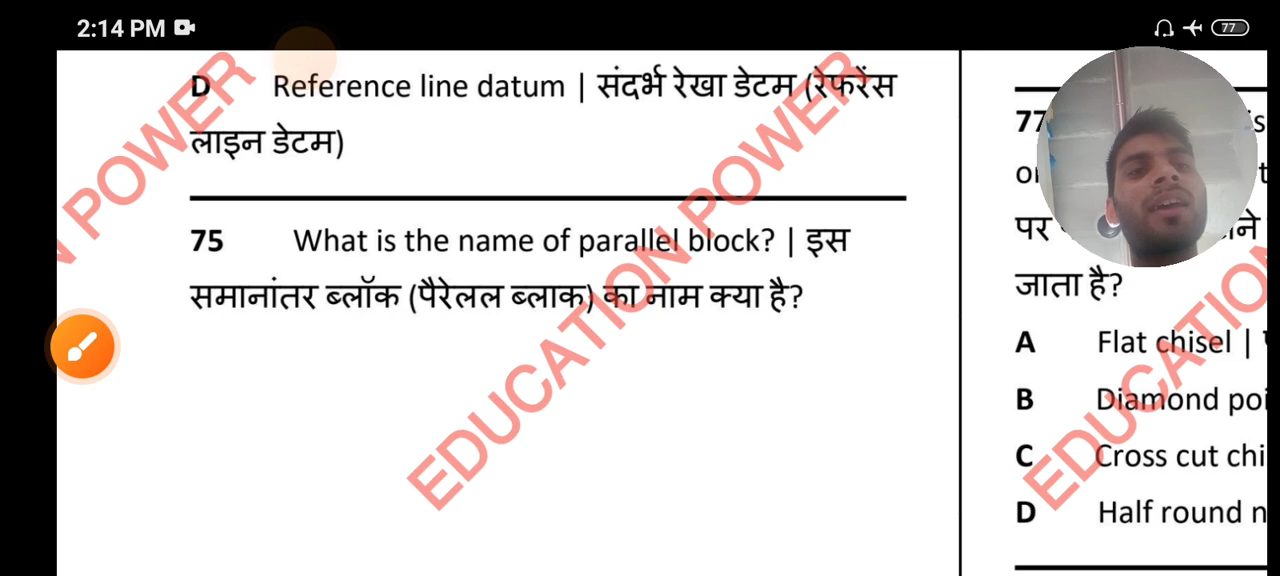 2:14 PM
77
D Reference line datum | संदर्भ रेखा डेटम (रेफरेंस
लाइन डेटम)
75 What is the name of parallel block? | इस
समानांतर ब्लॉक (पैरेलल ब्लाक) का नाम क्या है?
77
पर
जाता है?
A Flat chisel |
B Diamond poi
C Cross cut chi
D Half round n
N POWER
EDUCATION POWER
EDUCATION